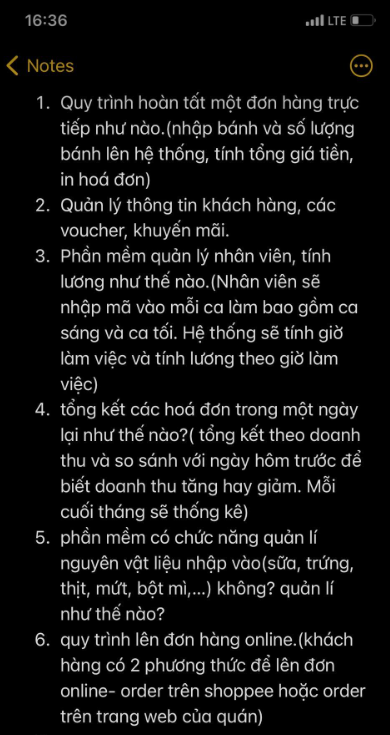 16:36
LTE
Notes
1. Quy trình hoàn tất một đơn hàng trực
tiếp như nào.(nhập bánh và số lượng
bánh lên hệ thống, tính tổng giá tiền,
in hoá đơn)
2. Quản lý thông tin khách hàng, các
voucher, khuyến mãi.
3. Phần mềm quản lý nhân viên, tính
lương như thế nào.(Nhân viên sẽ
nhập mã vào mỗi ca làm bao gồm ca
sáng và ca tối. Hệ thống sẽ tính giờ
làm việc và tính lương theo giờ làm
việc)
4. tổng kết các hoá đơn trong một ngày
lại như thế nào?( tổng kết theo doanh
thu và so sánh với ngày hôm trước để
biết doanh thu tăng hay giảm. Mỗi
cuối tháng sẽ thống kê)
5. phần mềm có chức năng quản lí
nguyên vật liệu nhập vào(sữa, trứng,
thịt, mứt, bột mì,...) không? quản lí
như thế nào?
6. quy trình lên đơn hàng online.(khách
hàng có 2 phương thức để lên đơn
online- order trên shoppee hoặc order
trên trang web của quán)